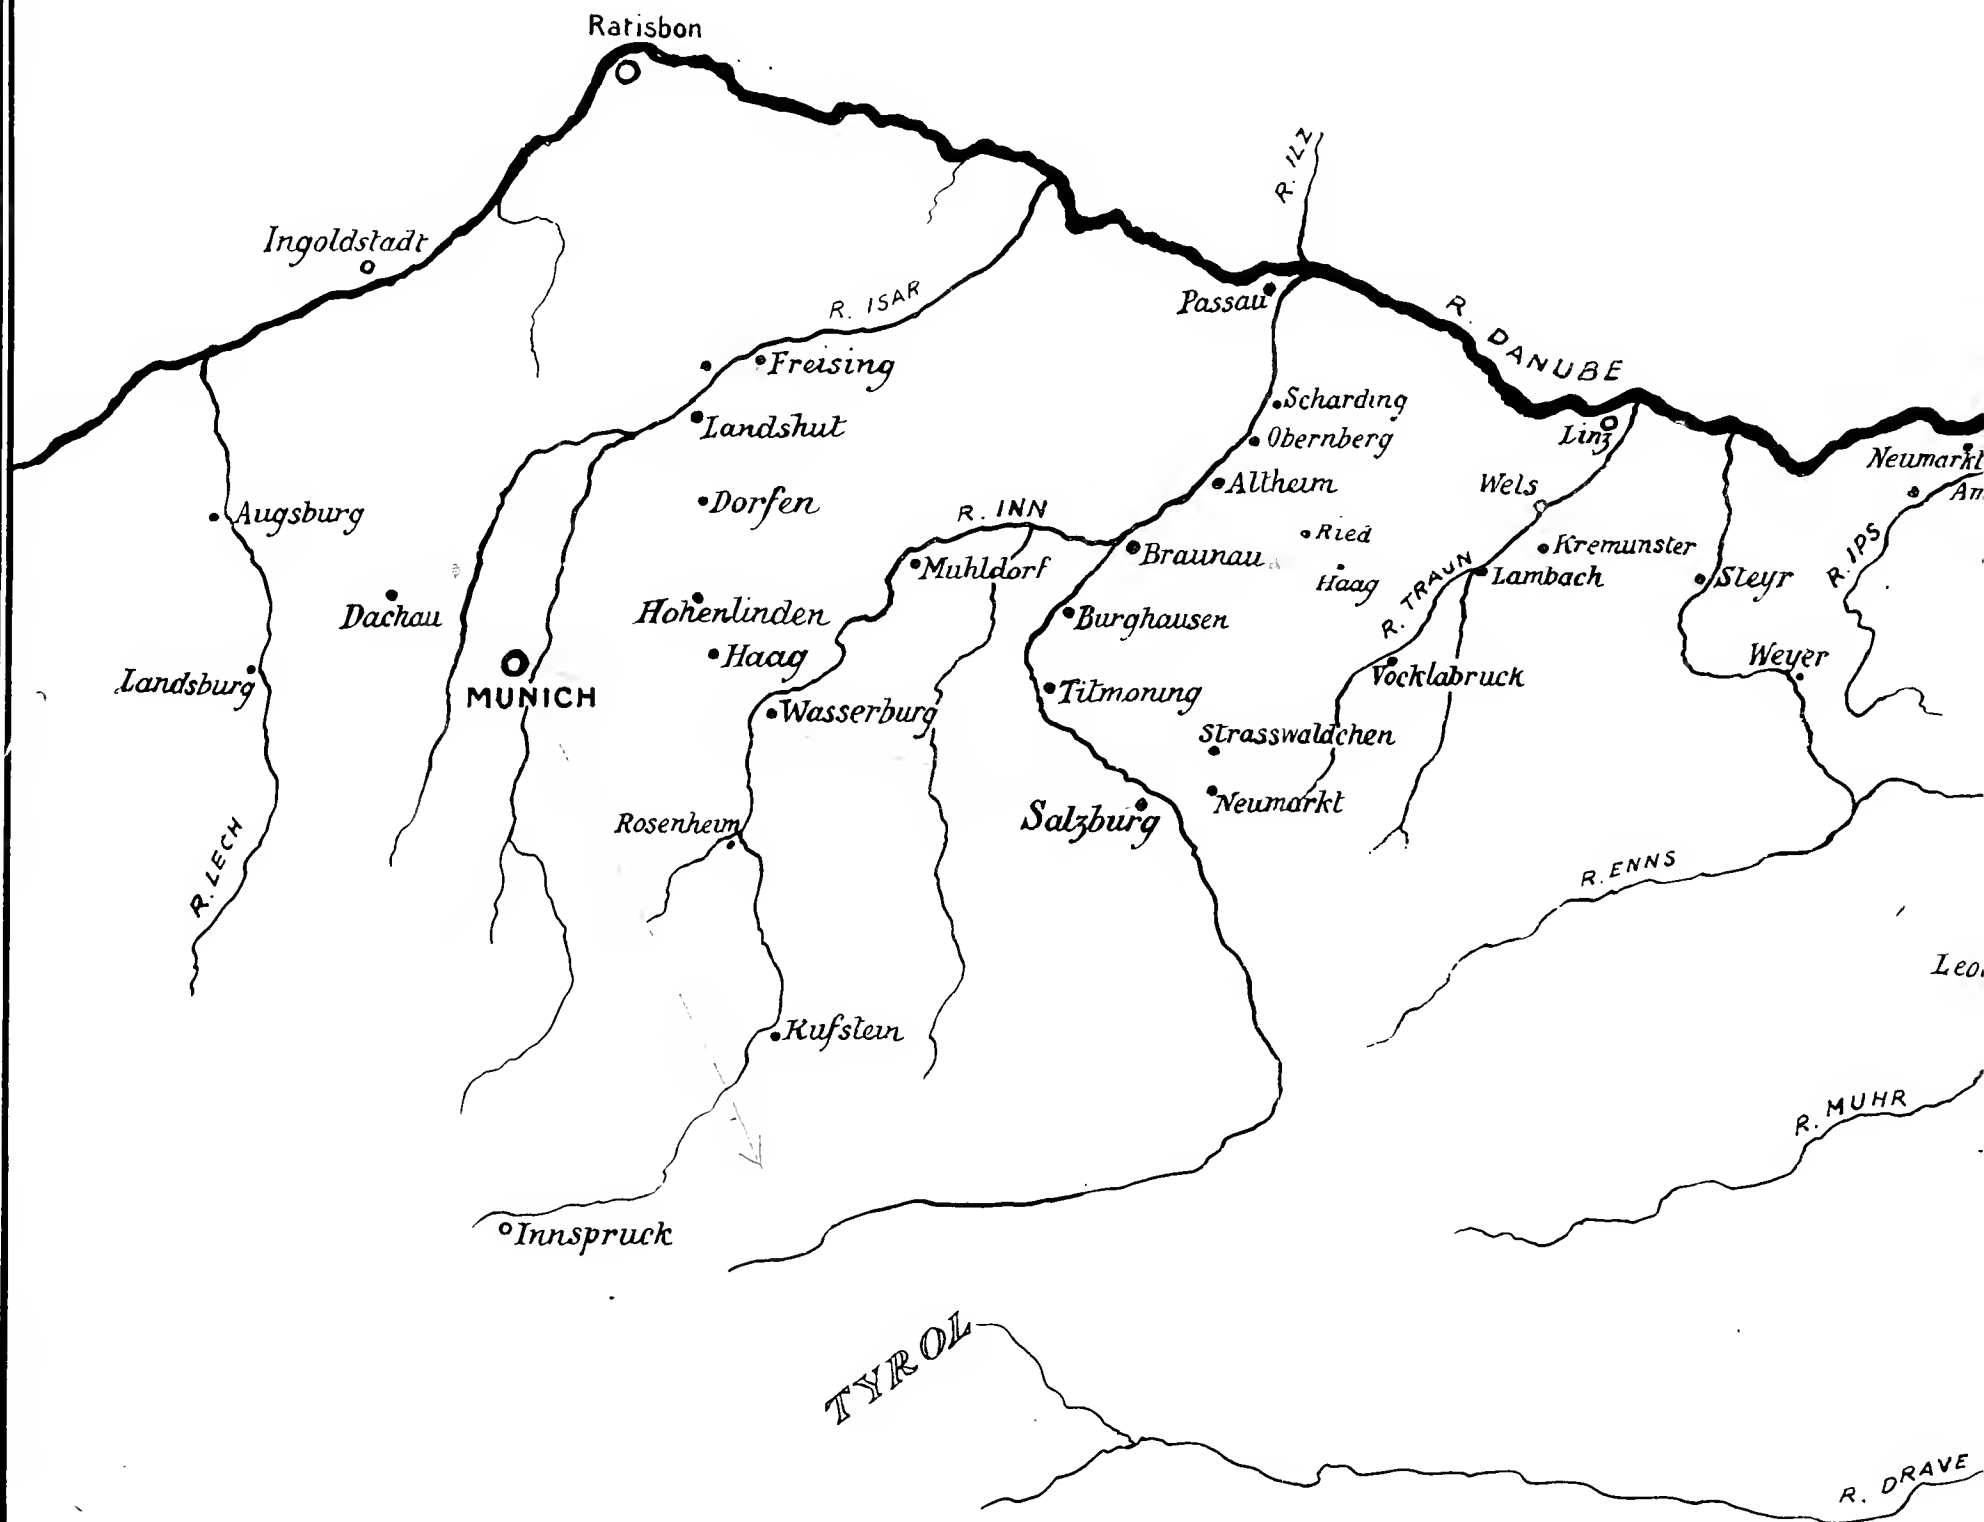 Ratisbon
R. ILZ
Ingoldstadt
R. ISAR
Passau
R. DANUBE
Freising
Scharding
Landshut
Obernberg
Linz
Neumarkt
Altheim
Wels
Augsburg
Dorfen
R. INN
Ried
R. IPS
Braunau
Kremunster
Muhldorf
Haag
R. TRAUN
Lambach
Steyr
Dachau
Hohenlinden
Burghausen
Haag
Weyer
Landsburg
MUNICH
Vocklabruck
Titmoning
Wasserburg
Strasswaldchen
Neumarkt
Rosenheim
Salzburg
R. LECH
R. ENNS
Kufstein
R. MUHR
Innspruck
TYROL
R. DRAVE